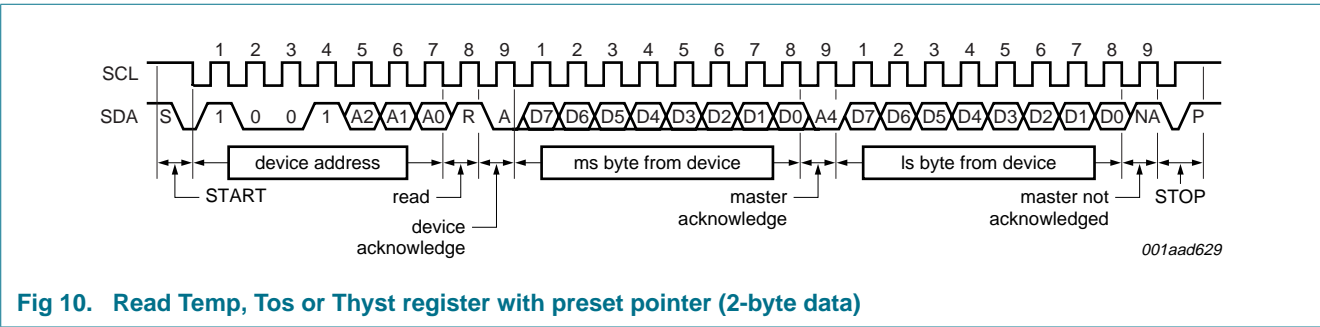 1 2 3 4 5 6 7 8 9 1 2 3 4 5 6 7 8 9 1 2 3 4 5 6 7 8 9
SCL
SDA S 1 0 0 1 A2 A1 A0 R A D7 D6 D5 D4 D3 D2 D1 D0 A4 D7 D6 D5 D4 D3 D2 D1 D0 NA P
device address ms byte from device ls byte from device
START read master master not STOP
device acknowledge acknowledged
acknowledge
001aad629
Fig 10. Read Temp, Tos or Thyst register with preset pointer (2-byte data)